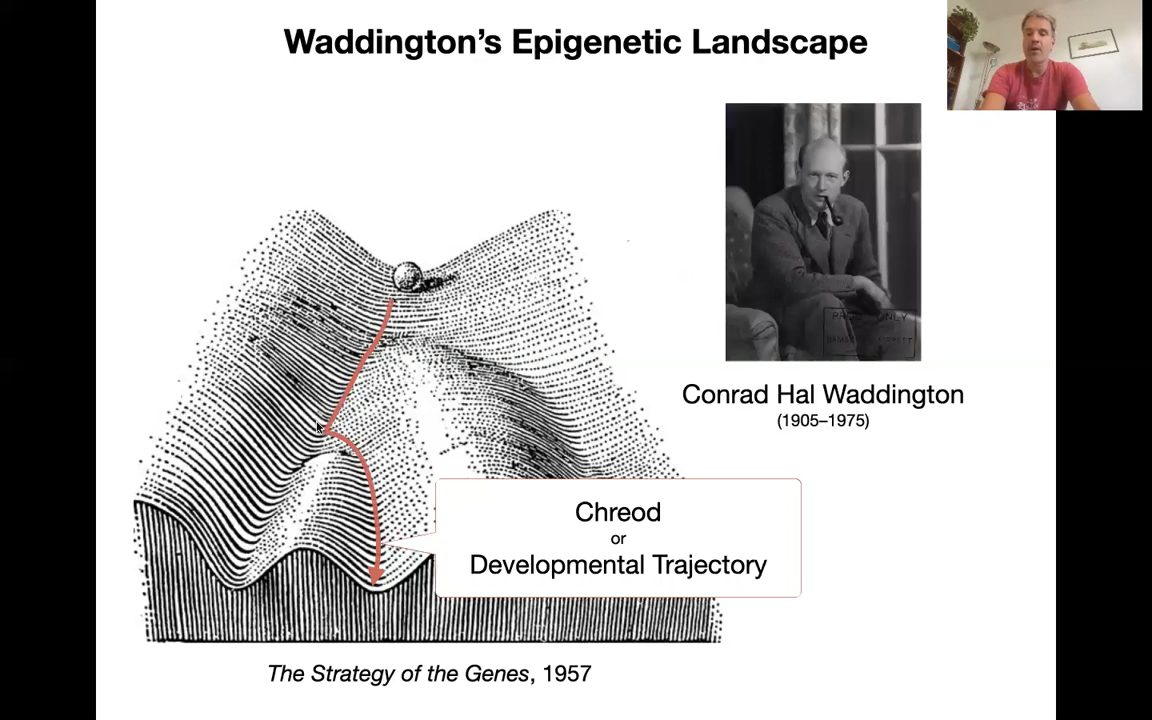 Waddington’s Epigenetic Landscape
Conrad Hal Waddington
(1905–1975)
Chreod
or
Developmental Trajectory
The Strategy of the Genes, 1957